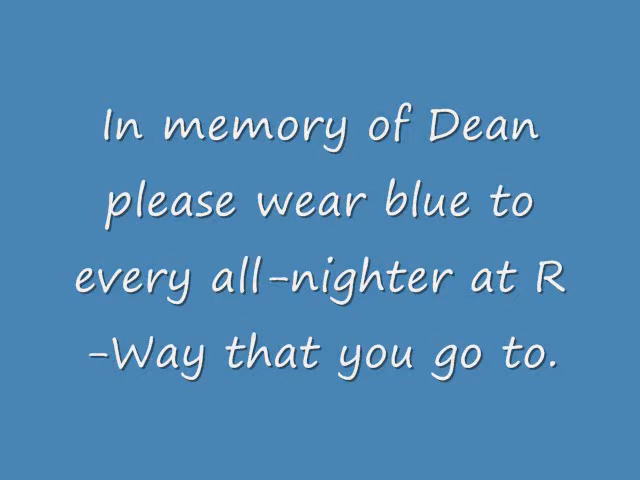 In memory of Dean
please wear blue to
every all-nighter at R
-Way that you go to.